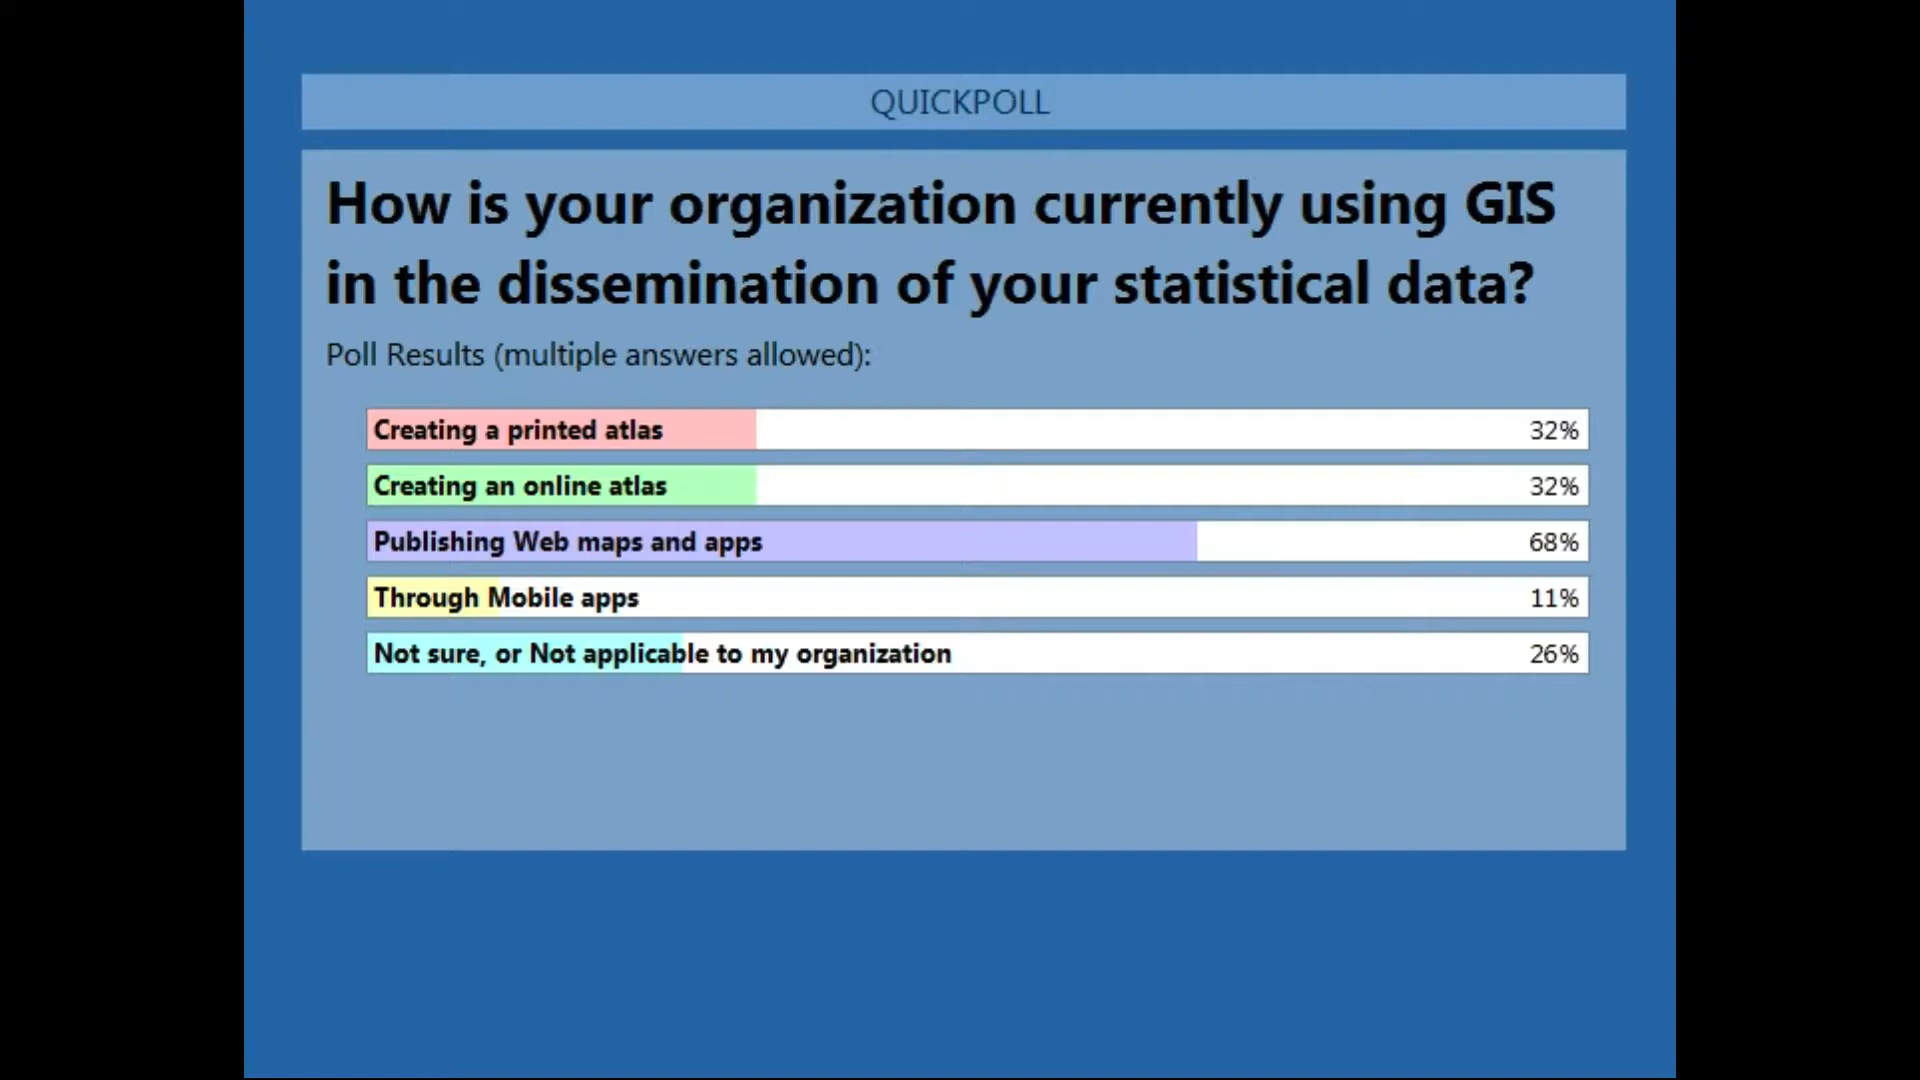 QUICKPOLL
How is your organization currently using GIS
in the dissemination of your statistical data?
Poll Results (multiple answers allowed):
Creating a printed atlas 32%
Creating an online atlas 32%
Publishing Web maps and apps 68%
Through Mobile apps 11%
Not sure, or Not applicable to my organization 26%